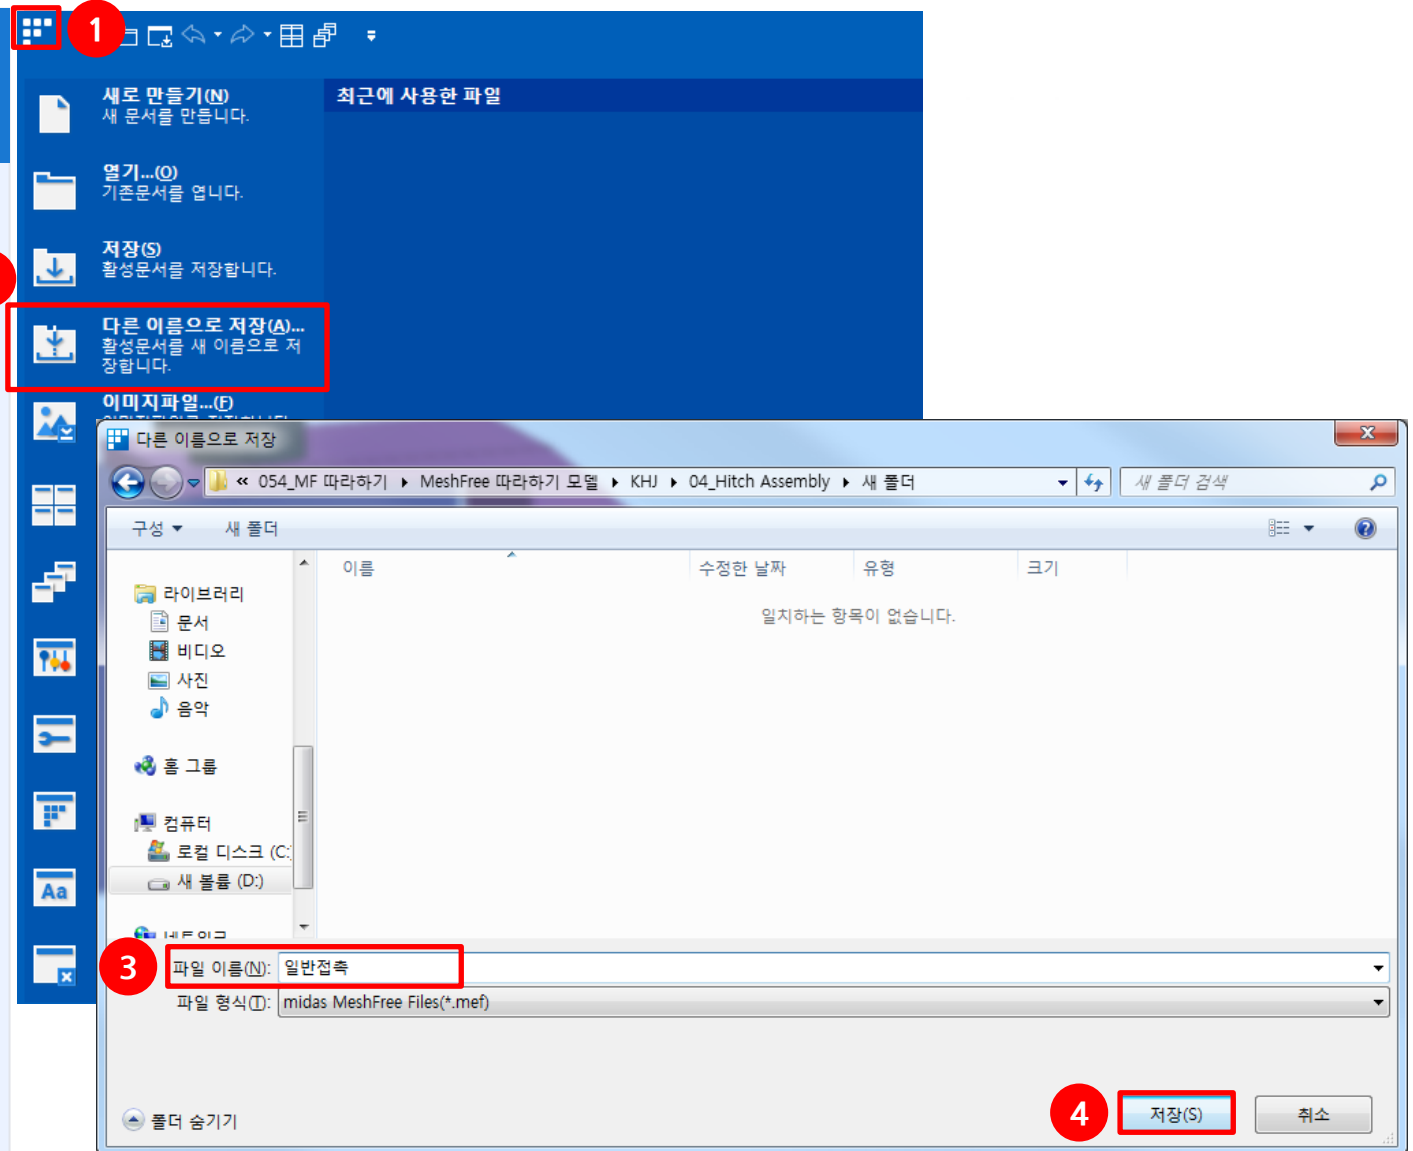 1
새로 만들기(N)
새 문서를 만듭니다.
최근에 사용한 파일
열기...(O)
기존문서를 엽니다.
저장(S)
활성문서를 저장합니다.
다른 이름으로 저장(A)...
활성문서를 새 이름으로 저
장합니다.
이미지파일...(F)
다른 이름으로 저장
« 054_MF 따라하기 ▸ MeshFree 따라하기 모델 ▸ KHJ ▸ 04_Hitch Assembly ▸ 새 폴더
새 폴더 검색
구성 새 폴더
이름 수정한 날짜 유형 크기
일치하는 항목이 없습니다.
라이브러리
문서
비디오
사진
음악
홈 그룹
컴퓨터
로컬 디스크 (C:
새 볼륨 (D:)
네트워크
Aa
3 파일 이름(N): 일반접촉
파일 형식(T): midas MeshFree Files(*.mef)
폴더 숨기기
4 저장(S) 취소